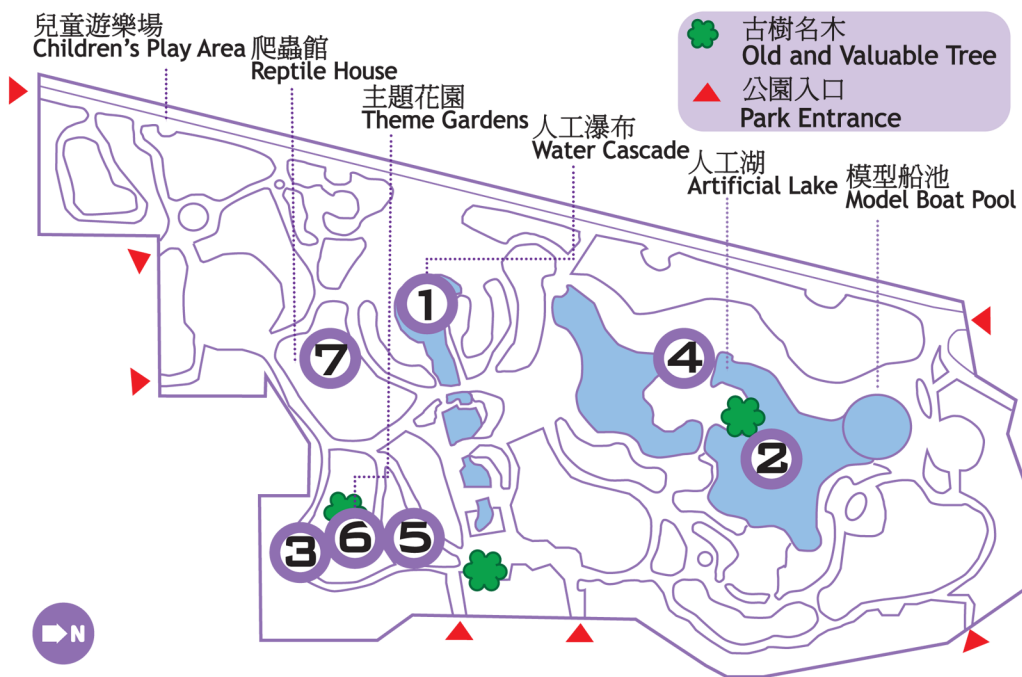 兒童遊樂場
Children's Play Area
爬蟲館
Reptile House
主題花園
Theme Gardens
人工瀑布
Water Cascade
人工湖
Artificial Lake
模型船池
Model Boat Pool
古樹名木
Old and Valuable Tree
公園入口
Park Entrance
1
7
4
2
3
6
5
N